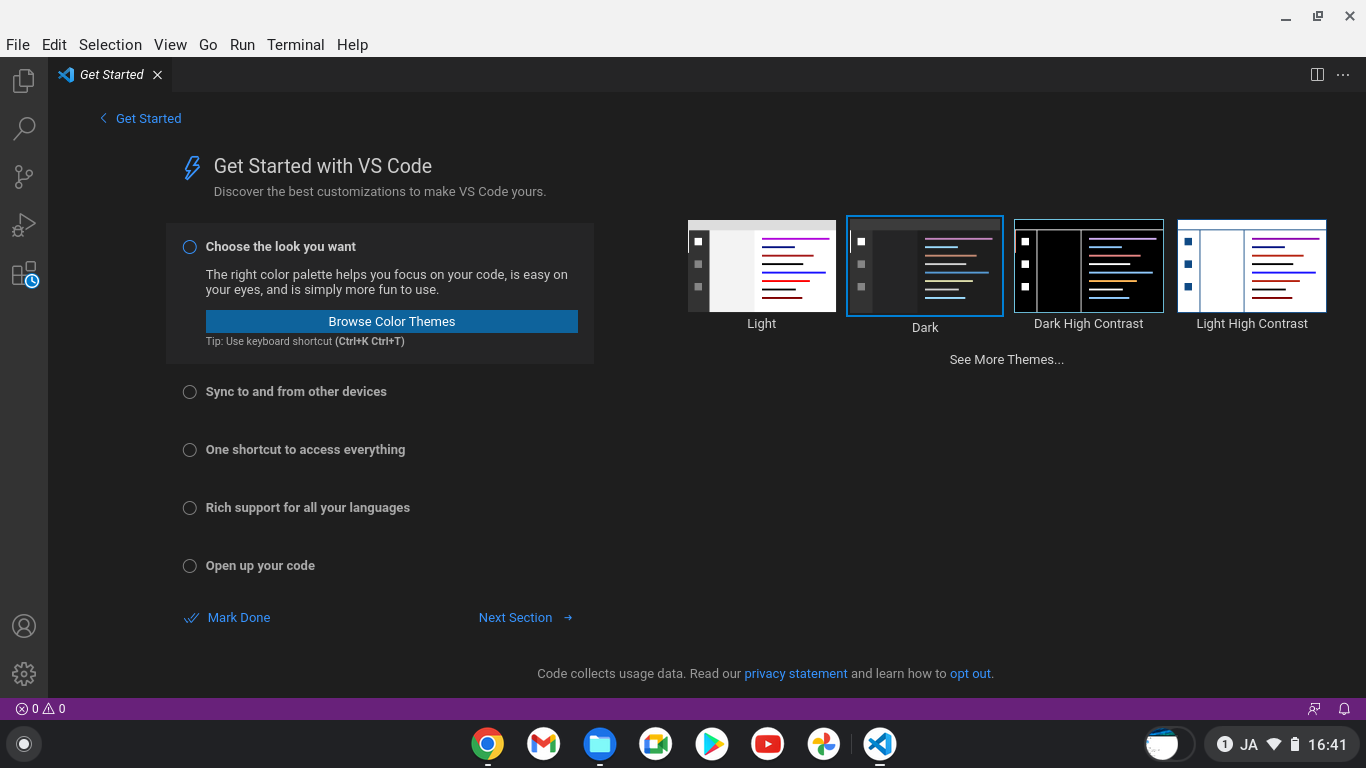 File Edit Selection View Go Run Terminal Help
Get Started
Get Started
Get Started with VS Code
Discover the best customizations to make VS Code yours.
Choose the look you want
The right color palette helps you focus on your code, is easy on
your eyes, and is simply more fun to use.
Browse Color Themes
Tip: Use keyboard shortcut (Ctrl+K Ctrl+T)
Light
Dark
Dark High Contrast
Light High Contrast
See More Themes...
Sync to and from other devices
One shortcut to access everything
Rich support for all your languages
Open up your code
Mark Done
Next Section
Code collects usage data. Read our privacy statement and learn how to opt out.
0 0
1 JA 16:41